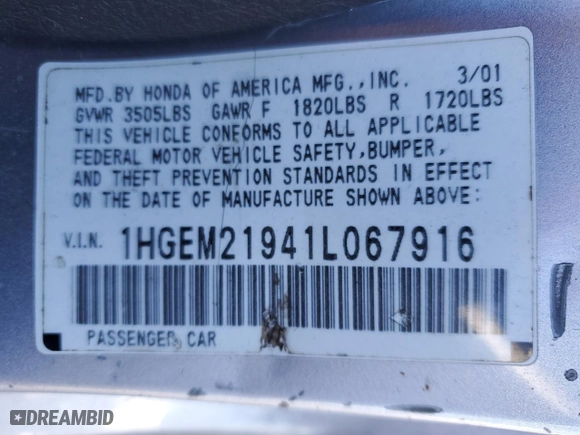 MFD.BY HONDA OF AMERICA MFG.,INC. 3/01
GVWR 3505LBS GAWR F 1820LBS R 1720LBS
THIS VEHICLE CONFORMS TO ALL APPLICABLE
FEDERAL MOTOR VEHICLE SAFETY,BUMPER,
AND THEFT PREVENTION STANDARDS IN EFFECT
ON THE DATE OF MANUFACTURE SHOWN ABOVE:
V.I.N. 1HGEM21941L067916
PASSENGER CAR
DREAMBID